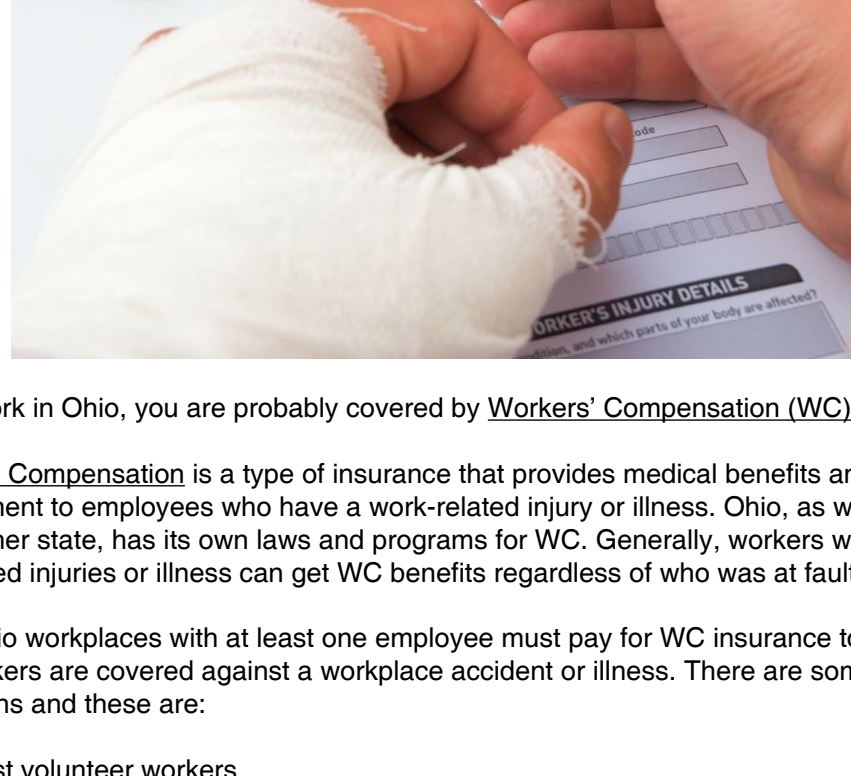 ode
ORKER'S INJURY DETAILS
ndition, and which parts of your body are affected?
ork in Ohio, you are probably covered by Workers’ Compensation (WC)
Compensation is a type of insurance that provides medical benefits an
ment to employees who have a work-related injury or illness. Ohio, as w
her state, has its own laws and programs for WC. Generally, workers w
ed injuries or illness can get WC benefits regardless of who was at fault
io workplaces with at least one employee must pay for WC insurance to
kers are covered against a workplace accident or illness. There are som
ns and these are:
st volunteer workers